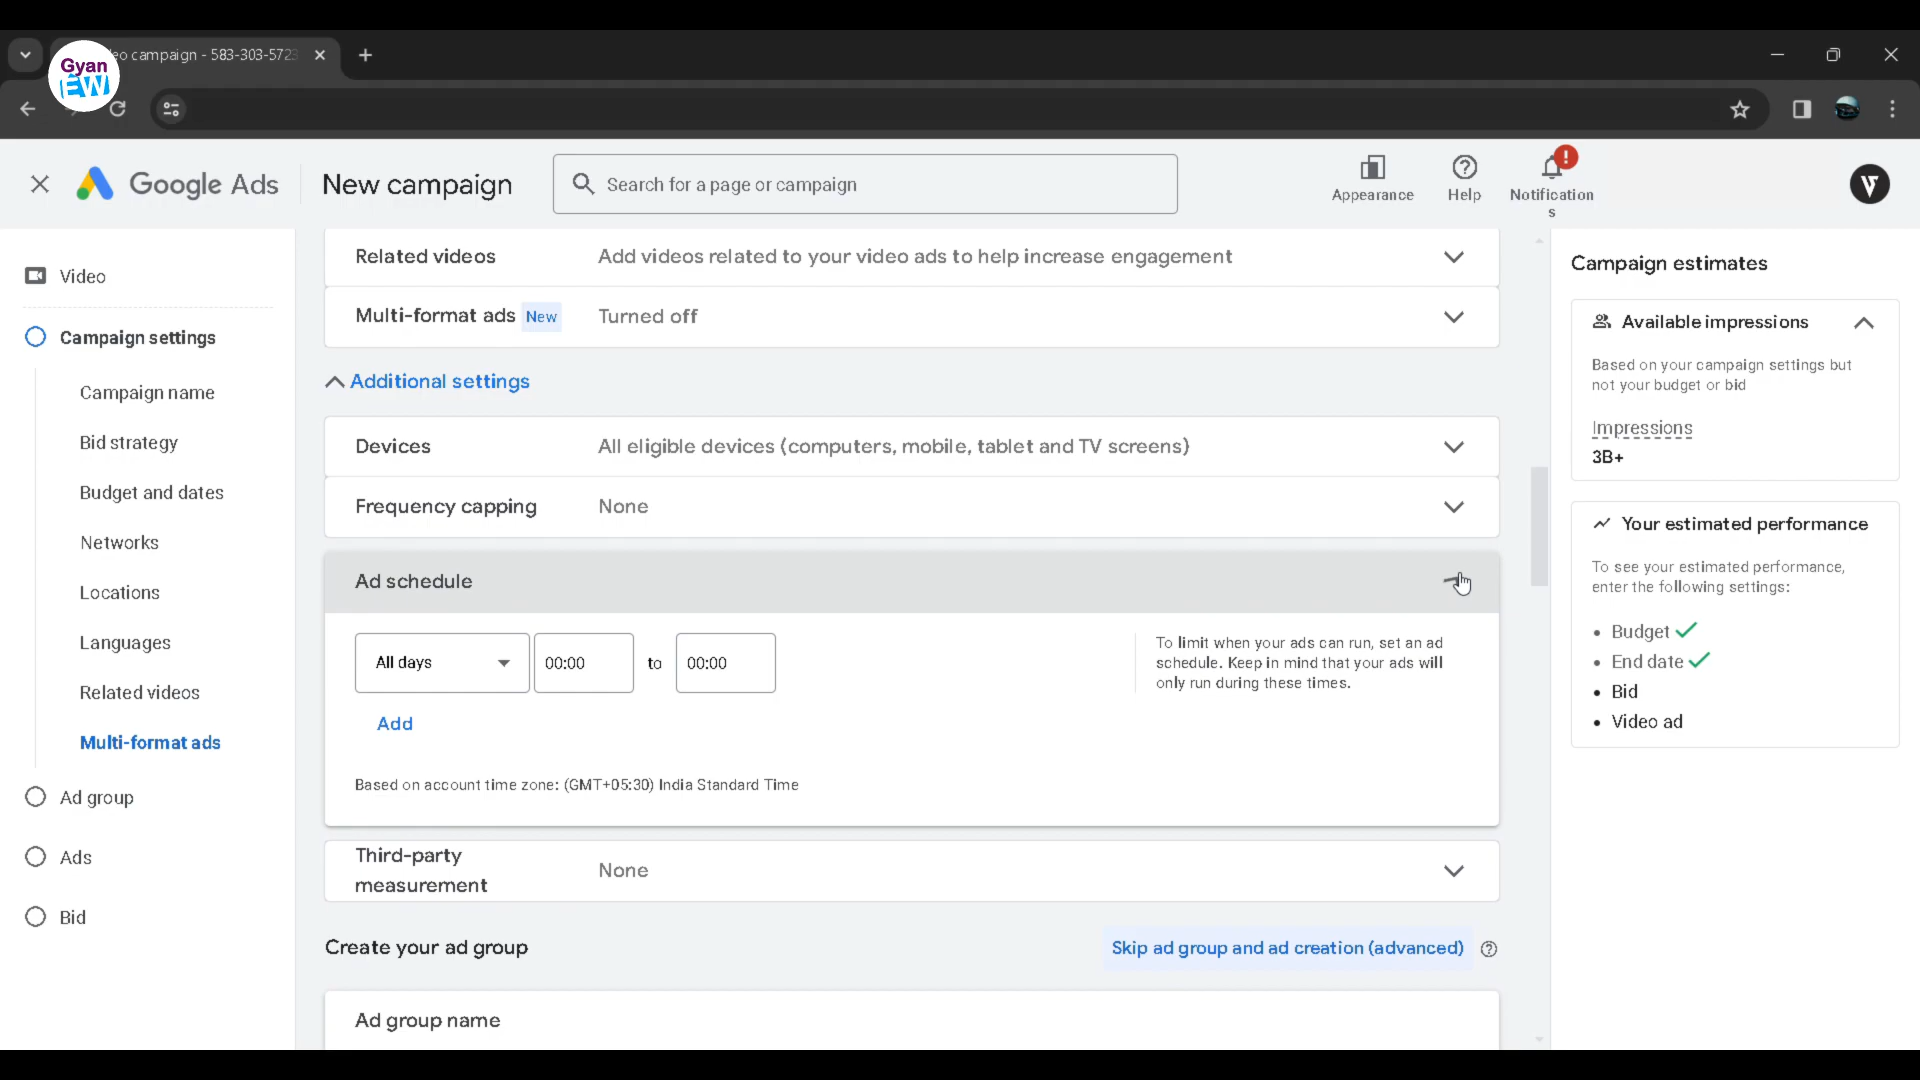 eo campaign - 583-303-5723
Gyan
EW
Google Ads
New campaign
Search for a page or campaign
Appearance
Help
Notification
s
!
Video
Campaign settings
Campaign name
Bid strategy
Budget and dates
Networks
Locations
Languages
Related videos
Multi-format ads
Ad group
Ads
Bid
Related videos
Add videos related to your video ads to help increase engagement
Multi-format ads New
Turned off
Additional settings
Devices
All eligible devices (computers, mobile, tablet and TV screens)
Frequency capping
None
Ad schedule
All days
00:00
to
00:00
Add
To limit when your ads can run, set an ad
schedule. Keep in mind that your ads will
only run during these times.
Based on account time zone: (GMT+05:30) India Standard Time
Third-party
measurement
None
Create your ad group
Skip ad group and ad creation (advanced)
Ad group name
Campaign estimates
Available impressions
Based on your campaign settings but
not your budget or bid
Impressions
3B+
Your estimated performance
To see your estimated performance,
enter the following settings:
• Budget
• End date
• Bid
• Video ad